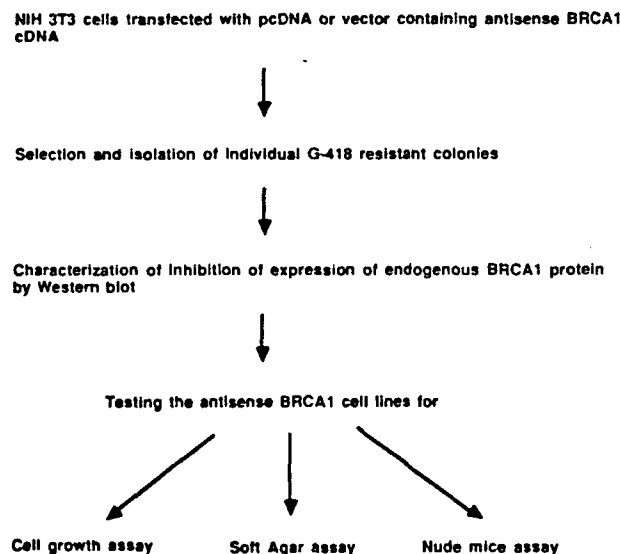 NIH 3T3 cells transfected with pcDNA or vector containing antisense BRCA1
cDNA
Selection and isolation of individual G-418 resistant colonies
Characterization of Inhibition of expression of endogenous BRCA1 protein
by Western blot
Testing the antisense BRCA1 cell lines for
Cell growth assay Soft Agar assay Nude mice assay